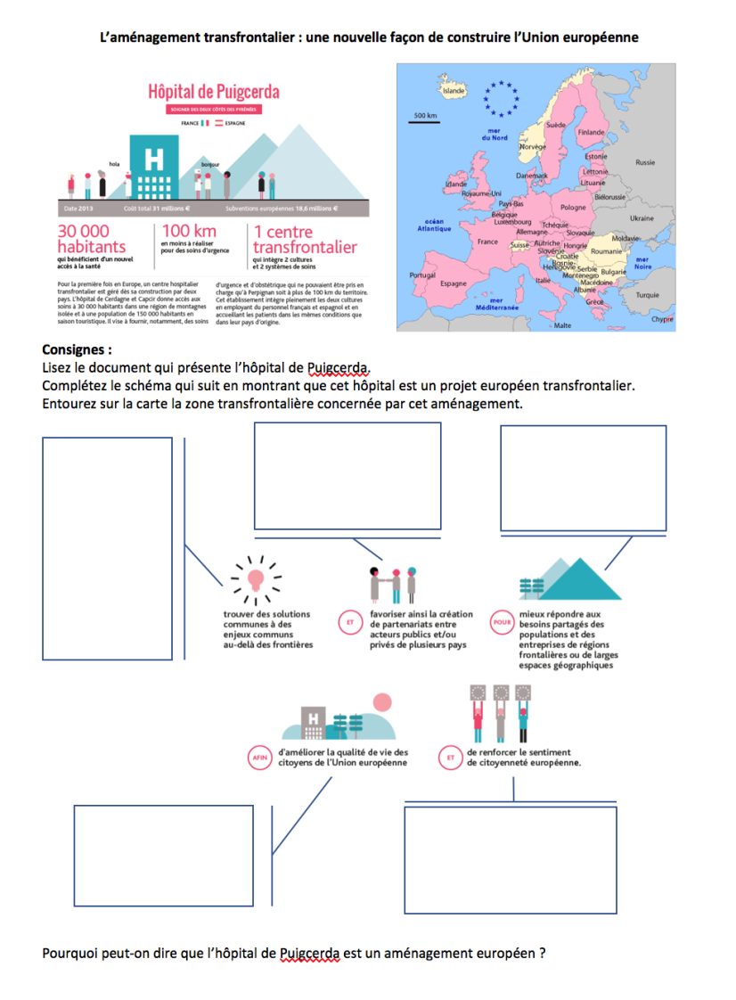 L'aménagement transfrontalier : une nouvelle façon de construire l'Union européenne
Hôpital de Puigcerda
SOIGNER DES DEUX CÔTÉS DES PYRÉNÉES
FRANCE ESPAGNE
hola
bonjour
H
Date 2013 Coût total 31 millions € Subventions européennes 18,6 millions €
30 000
habitants
qui bénéficient d'un nouvel
accès à la santé
100 km
en moins à réaliser
pour des soins d'urgence
1 centre
transfrontalier
qui intègre 2 cultures
et 2 systèmes de soins
Pour la première fois en Europe, un centre hospitalier
transfrontalier est géré dès sa construction par deux
pays. L'hôpital de Cerdagne et Capcir donne accès aux
soins à 30 000 habitants dans une région de montagnes
isolée et à une population de 150 000 habitants en
saison touristique. Il vise à fournir, notamment, des soins
d'urgence et d'obstétrique qui ne pouvaient être pris en
charge qu'à Perpignan soit à plus de 100 km du territoire.
Cet établissement intègre pleinement les deux cultures
en employant du personnel français et espagnol et en
accueillant les patients dans les mêmes conditions que
dans leur pays d'origine.
Islande
500 km
mer
du Nord
Suède
Finlande
Norvège
Estonie
Russie
Lettonie
Danemark
Lituanie
Irlande
Royaume-Uni
Biélorussie
Pays-Bas
Pologne
Belgique
Ukraine
océan
Atlantique
Luxembourg
Tchéquie
Allemagne
Slovaquie
Moldavie
France
Suisse
Autriche
Hongrie
Slovénie
Roumanie
Croatie
Bosnie-
Herzégovie
Serbie
Bulgarie
mer
Noire
Monténégro
Portugal
Espagne
Italie
Macédoine
Albanie
Turquie
mer
Méditerranée
Grèce
Malte
Chypre
Consignes :
Lisez le document qui présente l'hôpital de Puigcerda.
Complétez le schéma qui suit en montrant que cet hôpital est un projet européen transfrontalier.
Entourez sur la carte la zone transfrontalière concernée par cet aménagement.
trouver des solutions
communes à des
enjeux communs
au-delà des frontières
ET
favoriser ainsi la création
de partenariats entre
acteurs publics et/ou
privés de plusieurs pays
POUR
mieux répondre aux
besoins partagés des
populations et des
entreprises de régions
frontalières ou de larges
espaces géographiques
H
AFIN
d'améliorer la qualité de vie des
citoyens de l'Union européenne
ET
de renforcer le sentiment
de citoyenneté européenne.
Pourquoi peut-on dire que l'hôpital de Puigcerda est un aménagement européen ?